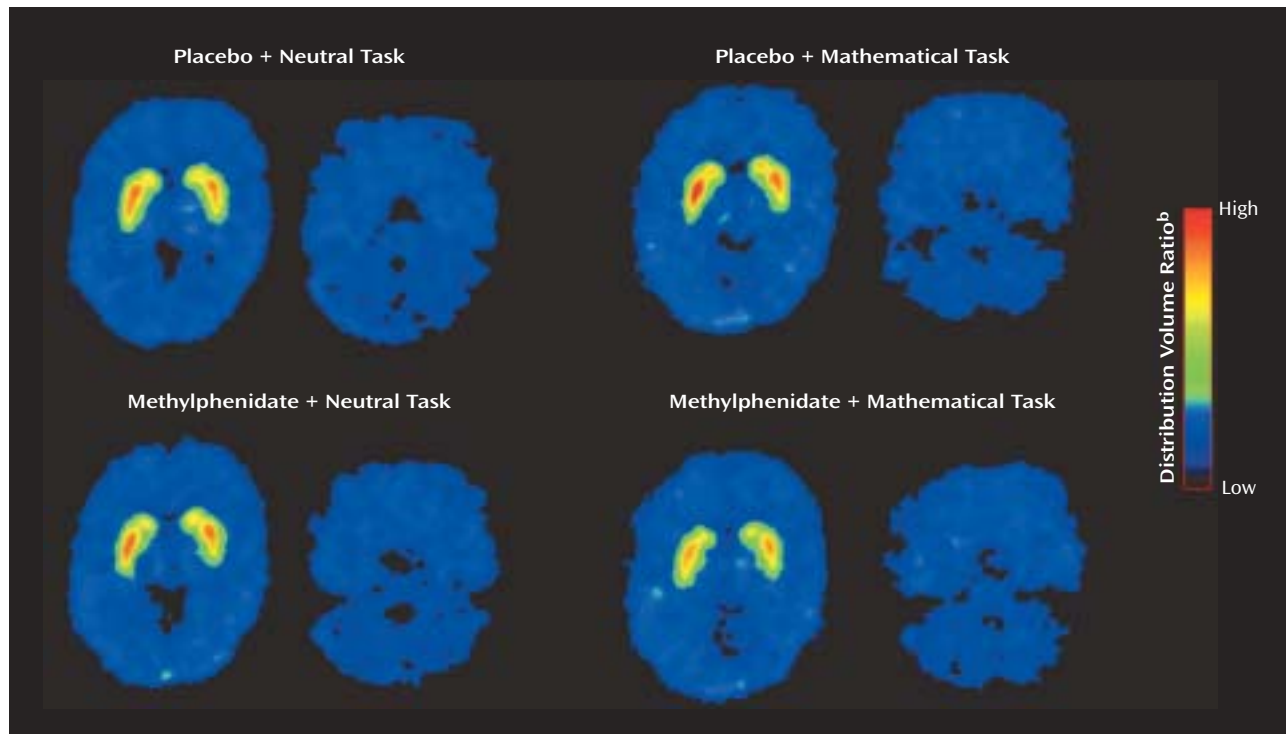 Placebo + Neutral Task
Placebo + Mathematical Task
Methylphenidate + Neutral Task
Methylphenidate + Mathematical Task
Distribution Volume Ratiob
High
Low